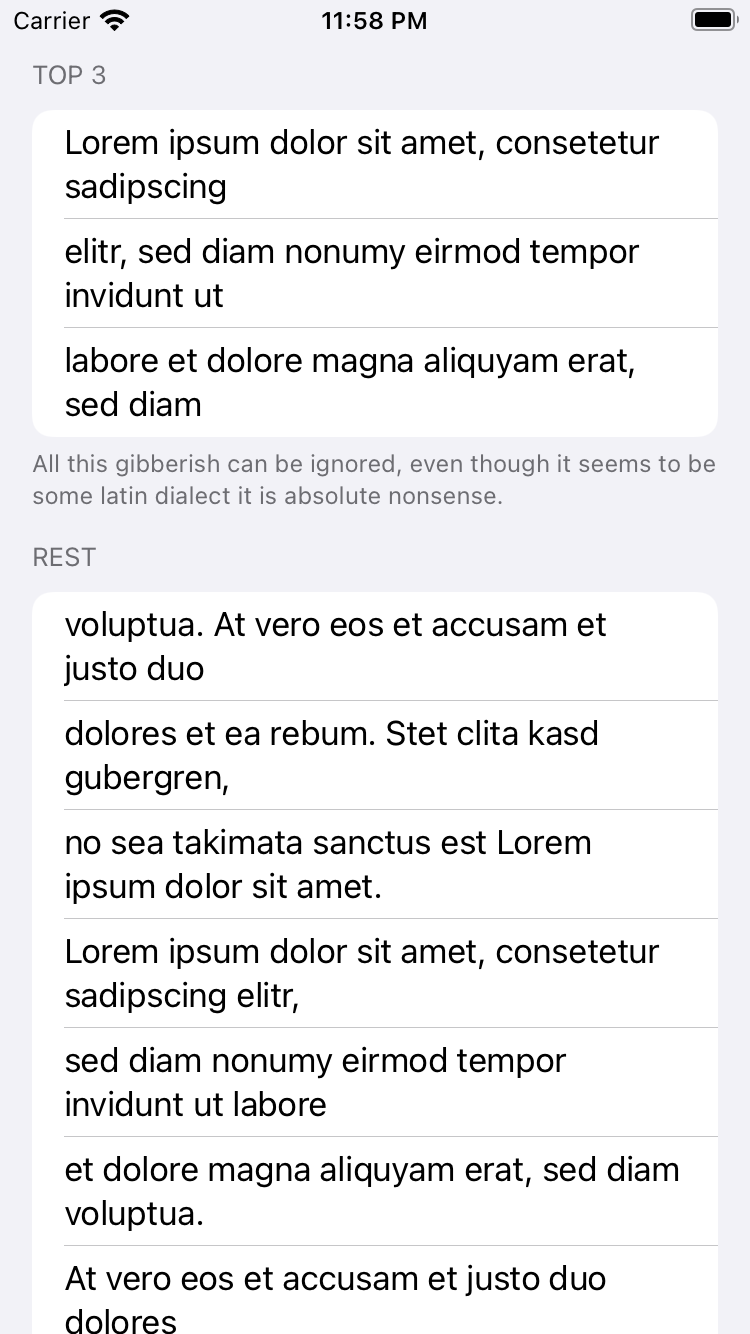 Carrier 11:58 PM
TOP 3
Lorem ipsum dolor sit amet, consetetur
sadipscing
elitr, sed diam nonumy eirmod tempor
invidunt ut
labore et dolore magna aliquyam erat,
sed diam
All this gibberish can be ignored, even though it seems to be
some latin dialect it is absolute nonsense.
REST
voluptua. At vero eos et accusam et
justo duo
dolores et ea rebum. Stet clita kasd
gubergren,
no sea takimata sanctus est Lorem
ipsum dolor sit amet.
Lorem ipsum dolor sit amet, consetetur
sadipscing elitr,
sed diam nonumy eirmod tempor
invidunt ut labore
et dolore magna aliquyam erat, sed diam
voluptua.
At vero eos et accusam et justo duo
dolores